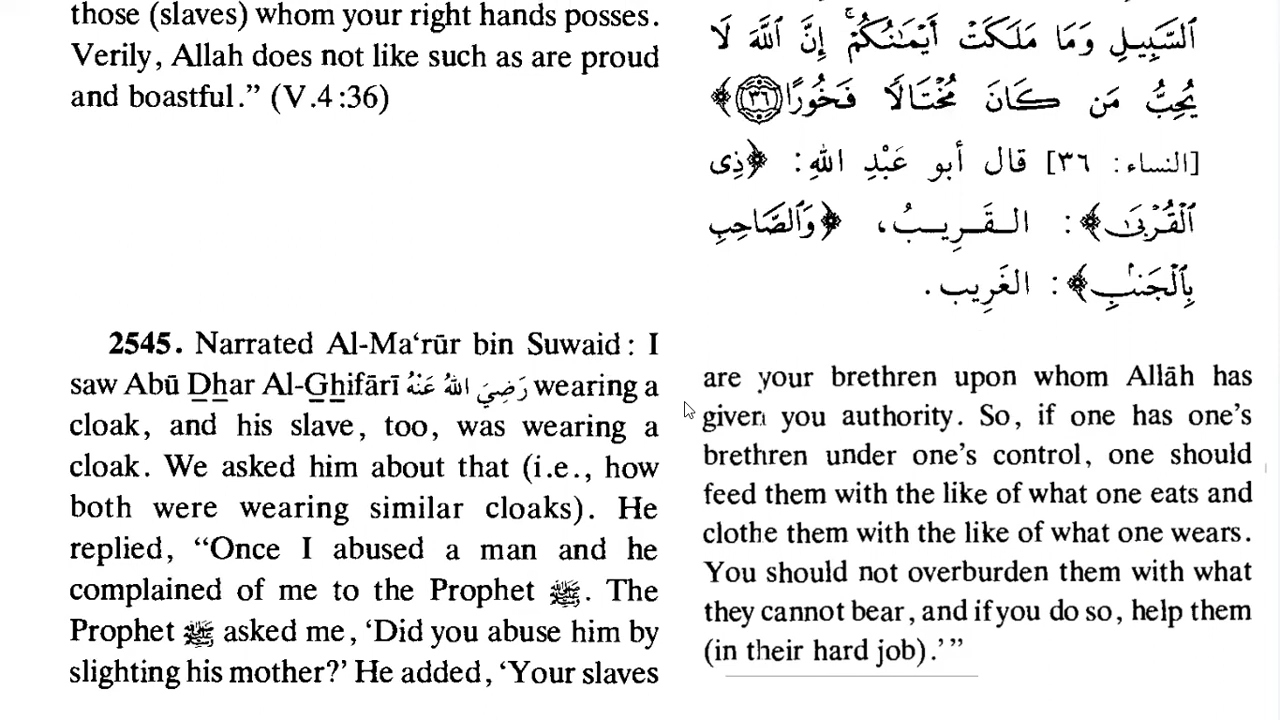 those (slaves) whom your right hands posses.
Verily, Allah does not like such as are proud
and boastful.” (V.4:36)
ٱلسَّبِيلِ وَمَا مَلَكَتْ أَيْمَـٰنُكُمْ ۚ إِنَّ ٱللَّهَ لَا
يُحِبُّ مَن كَانَ مُخْتَالًا فَخُورًا ﴿٣٦﴾
[النساء: ٣٦] قال أبو عَبْدِ اللهِ: ﴿ذِى
ٱلْقُرْبَىٰ﴾: القَرِيبُ، ﴿وَٱلصَّاحِبِ
بِٱلْجَنۢبِ﴾: الغَرِيب.
2545. Narrated Al-Ma‘rūr bin Suwaid: I
saw Abū Dhar Al-Ghifārī رَضِيَ اللهُ عَنْهُ wearing a
cloak, and his slave, too, was wearing a
cloak. We asked him about that (i.e., how
both were wearing similar cloaks). He
replied, “Once I abused a man and he
complained of me to the Prophet ﷺ. The
Prophet ﷺ asked me, ‘Did you abuse him by
slighting his mother?’ He added, ‘Your slaves
are your brethren upon whom Allāh has
given you authority. So, if one has one’s
brethren under one’s control, one should
feed them with the like of what one eats and
clothe them with the like of what one wears.
You should not overburden them with what
they cannot bear, and if you do so, help them
(in their hard job).’”